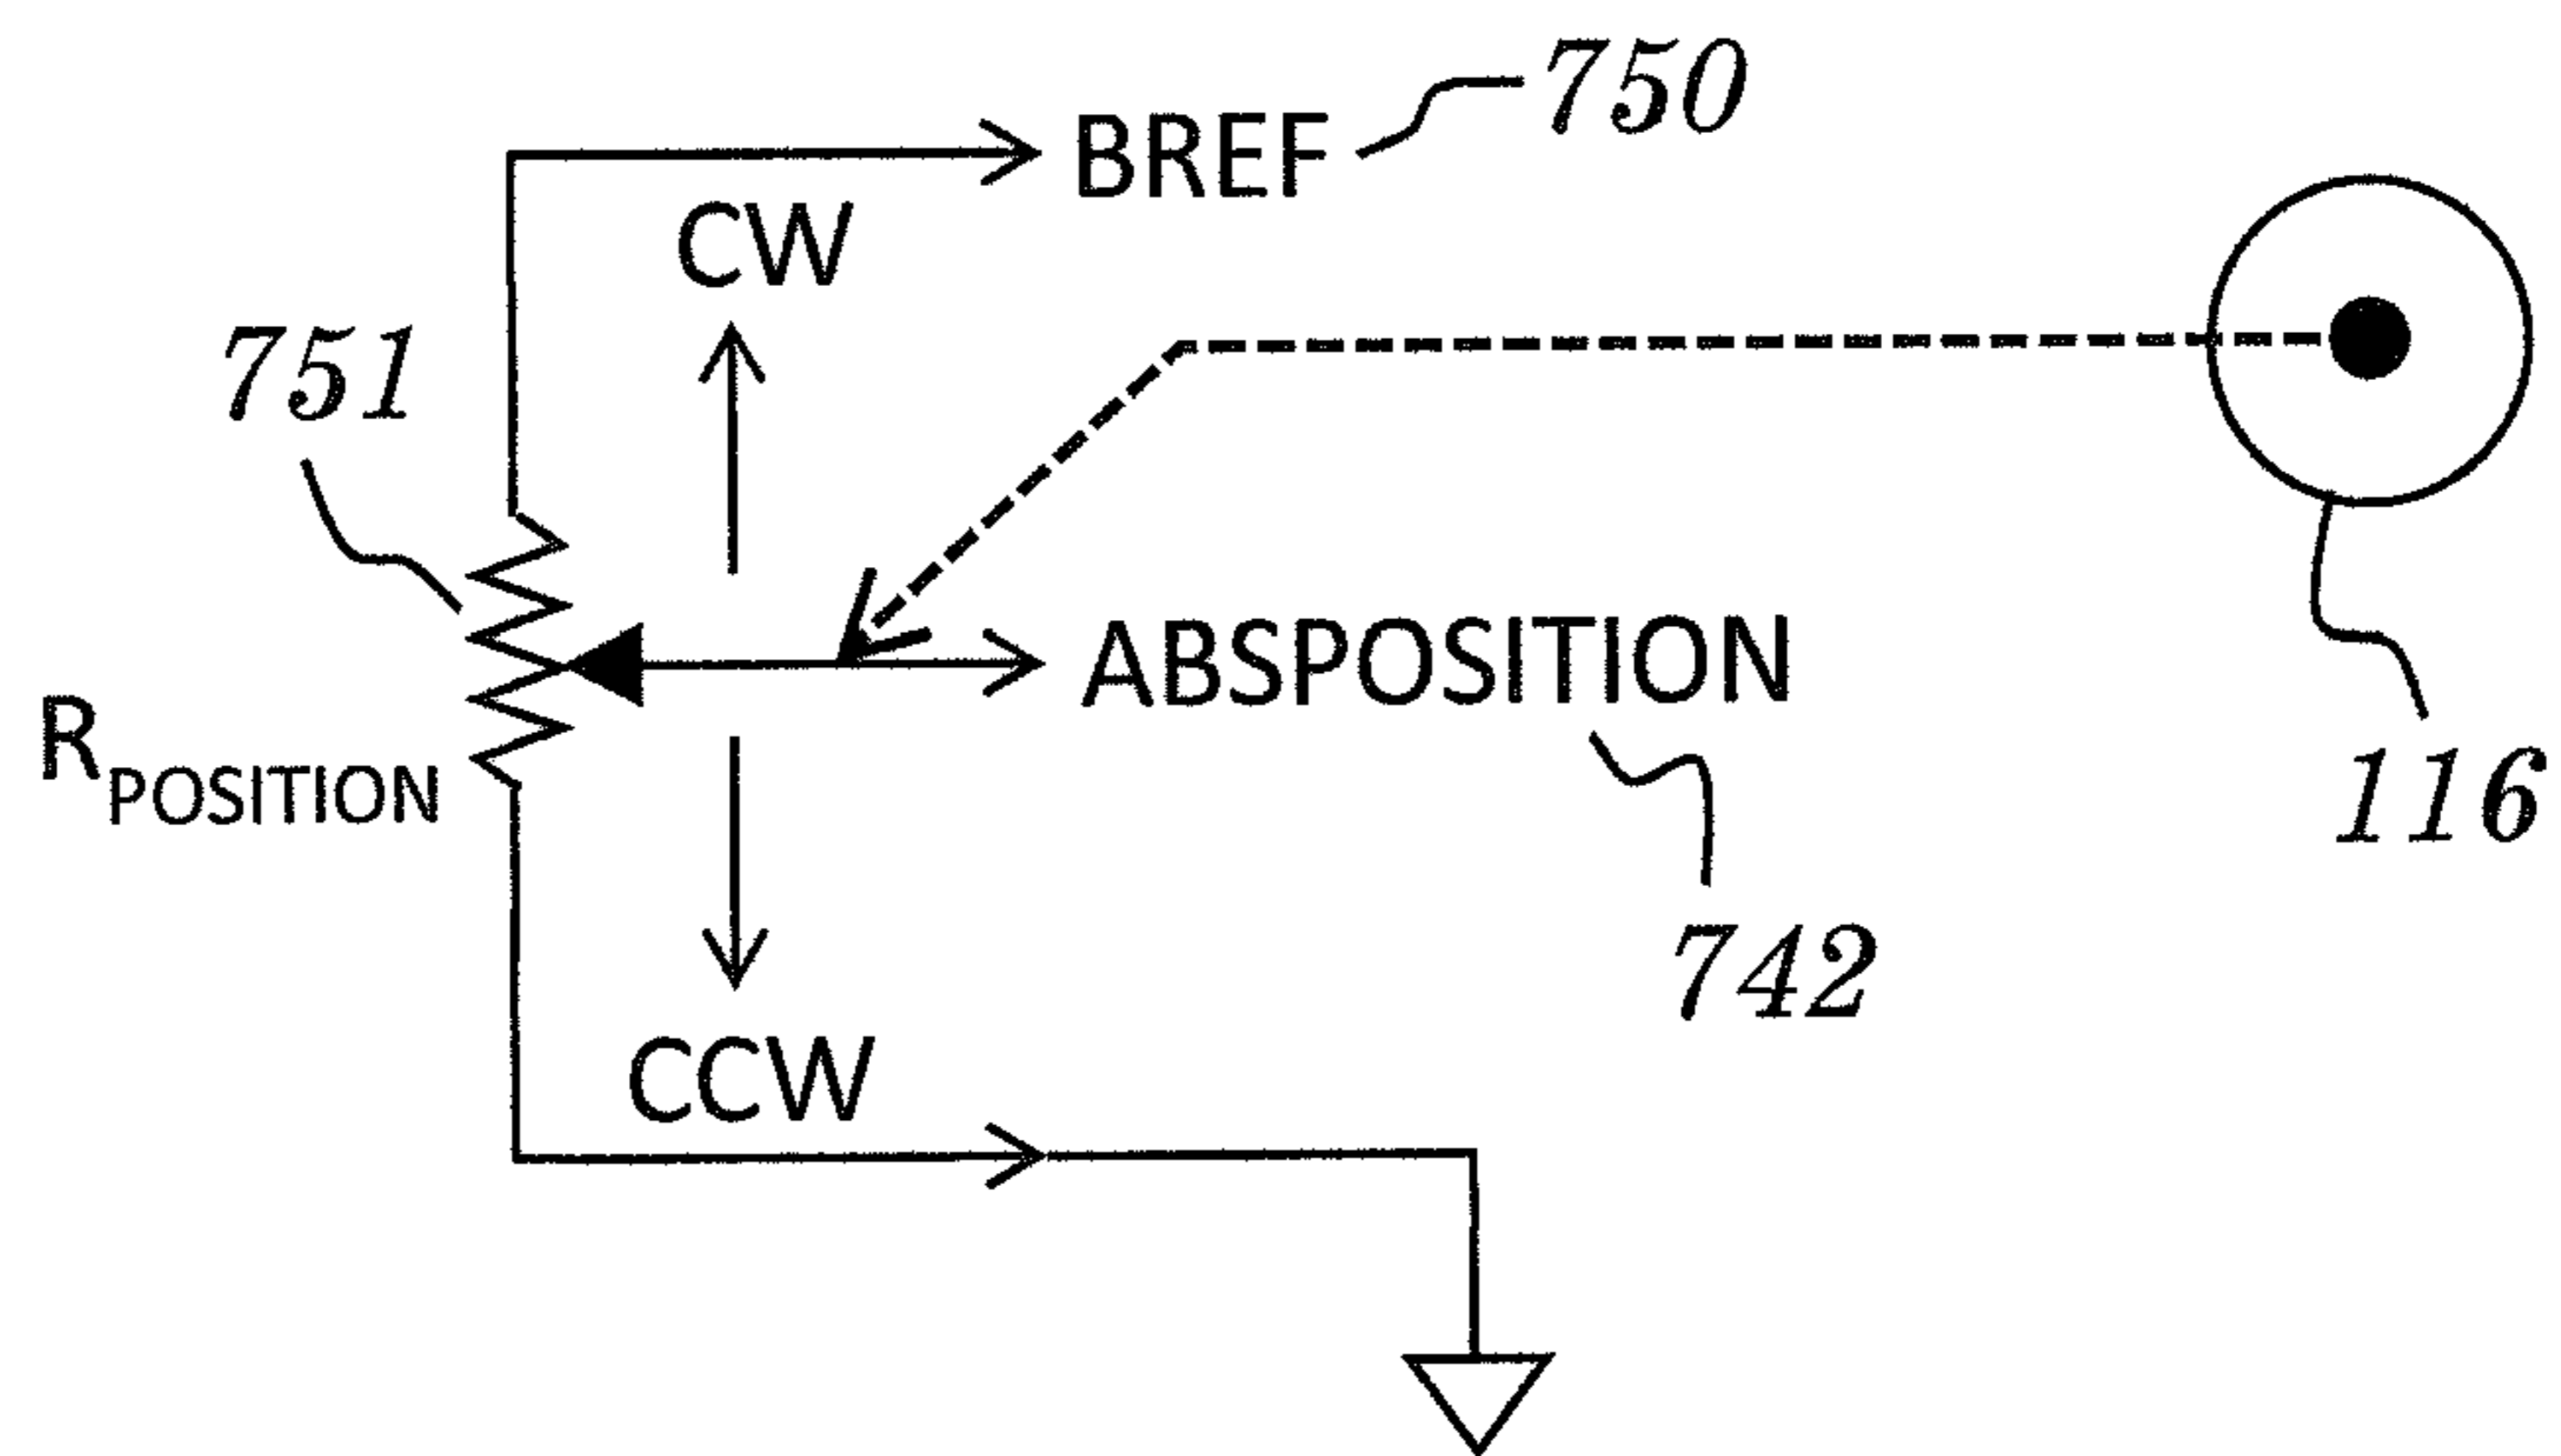 750
BREF
CW
751
ABSPOSITION
R POSITION
116
742
CCW